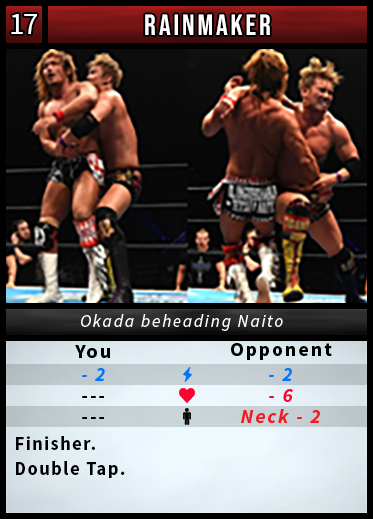 17 RAINMAKER
Okada beheading Naito
You Opponent
- 2 - 2
--- - 6
--- Neck - 2
Finisher.
Double Tap.